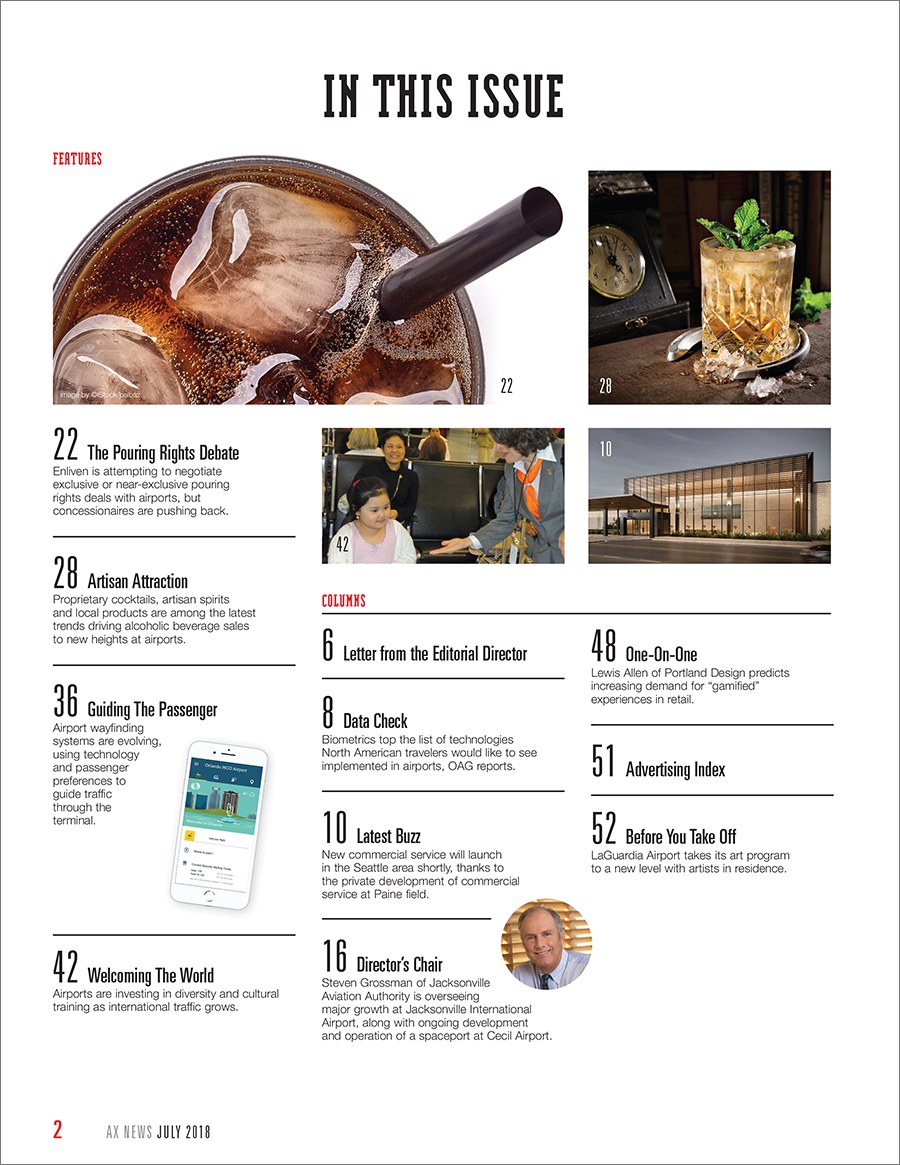 IN THIS ISSUE
FEATURES
image by ©iStock/baibaz
22
28
22 The Pouring Rights Debate
Enliven is attempting to negotiate
exclusive or near-exclusive pouring
rights deals with airports, but
concessionaires are pushing back.
28 Artisan Attraction
Proprietary cocktails, artisan spirits
and local products are among the latest
trends driving alcoholic beverage sales
to new heights at airports.
36 Guiding The Passenger
Airport wayfinding
systems are evolving,
using technology
and passenger
preferences to
guide traffic
through the
terminal.
Orlando MCO Airport
Welcome to Orlando
Where to park?
Current Security Waiting Times
42 Welcoming The World
Airports are investing in diversity and cultural
training as international traffic grows.
42
10
COLUMNS
6 Letter from the Editorial Director
8 Data Check
Biometrics top the list of technologies
North American travelers would like to see
implemented in airports, OAG reports.
10 Latest Buzz
New commercial service will launch
in the Seattle area shortly, thanks to
the private development of commercial
service at Paine field.
16 Director's Chair
Steven Grossman of Jacksonville
Aviation Authority is overseeing
major growth at Jacksonville International
Airport, along with ongoing development
and operation of a spaceport at Cecil Airport.
48 One-On-One
Lewis Allen of Portland Design predicts
increasing demand for “gamified”
experiences in retail.
51 Advertising Index
52 Before You Take Off
LaGuardia Airport takes its art program
to a new level with artists in residence.
2 AX NEWS JULY 2018